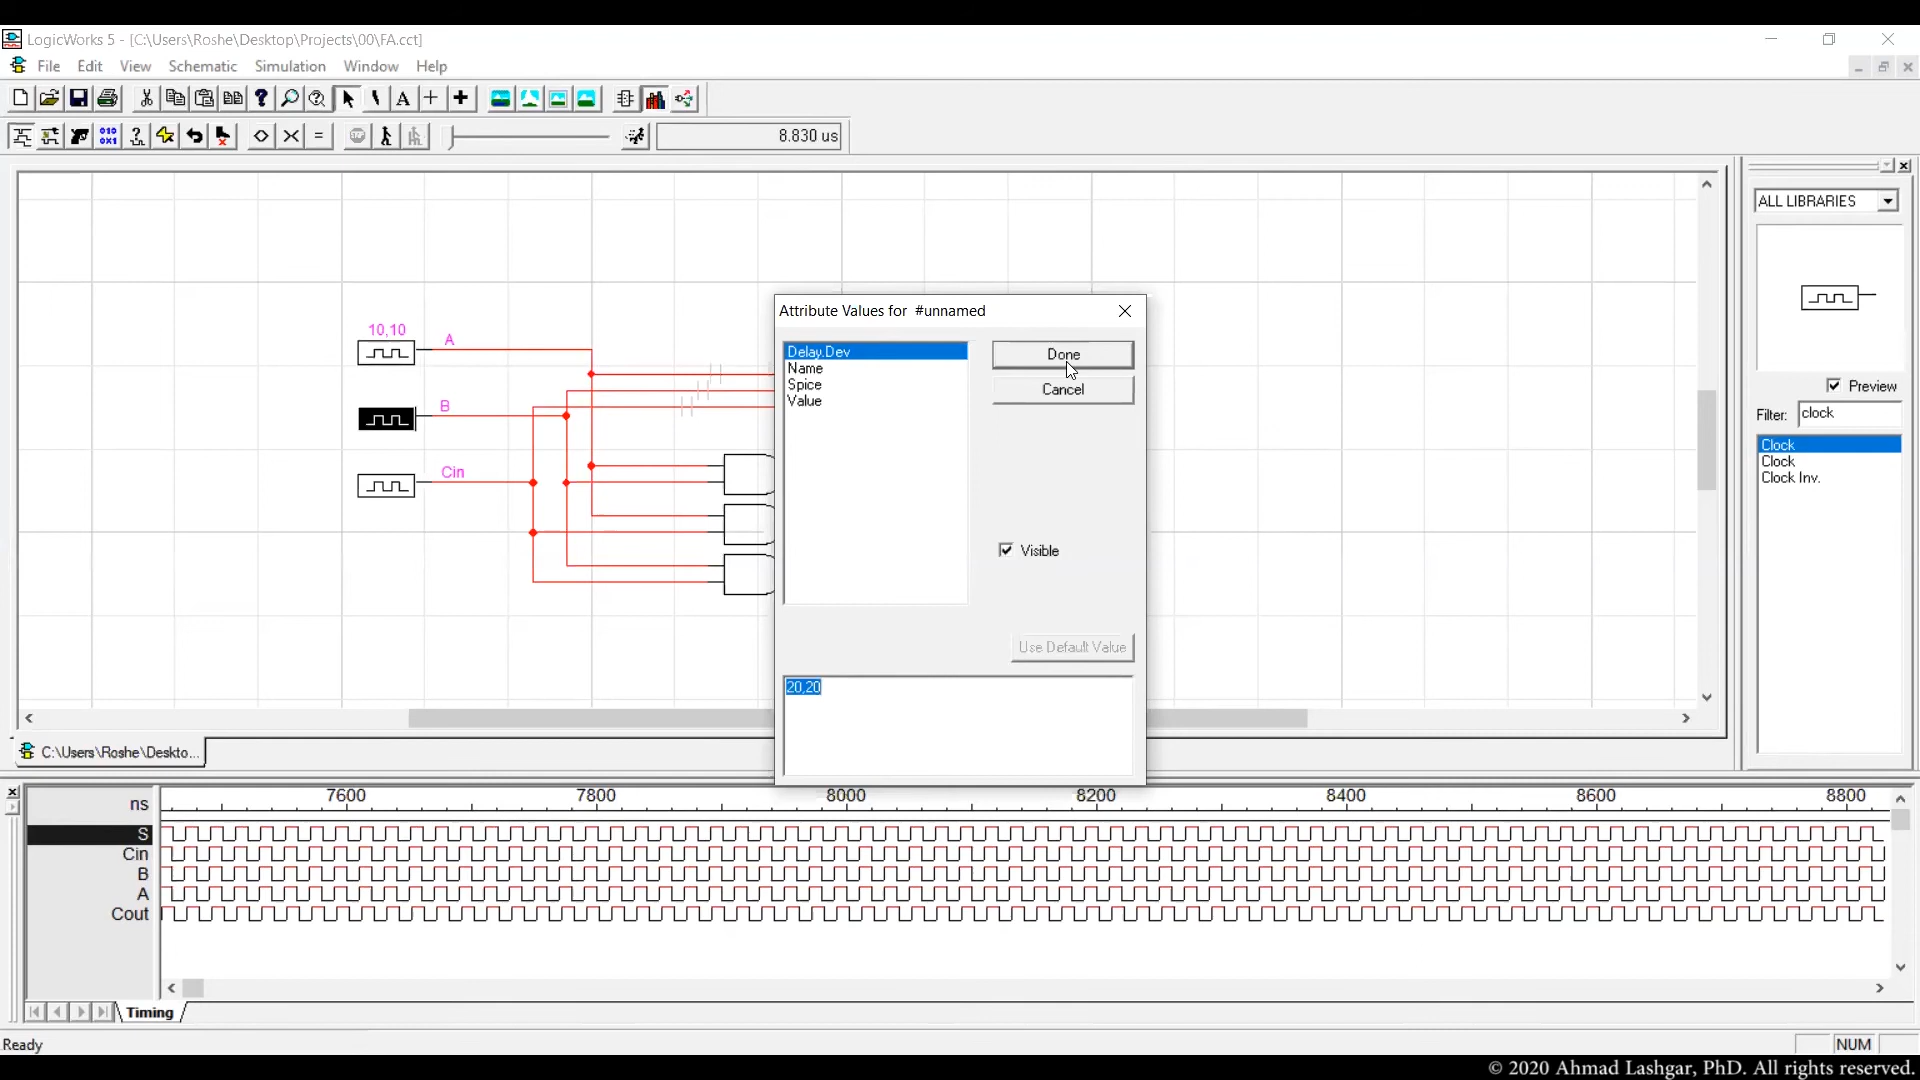 LogicWorks 5 - [C:\Users\Roshe\Desktop\Projects\00\FA.cct]
File Edit View Schematic Simulation Window Help
8.830 us
ALL LIBRARIES
Preview
Filter: clock
Clock
Clock
Clock Inv.
10,10
A
B
Cin
Attribute Values for #unnamed
Delay.Dev
Name
Spice
Value
Done
Cancel
Visible
Use Default Value
20,20
C:\Users\Roshe\Deskto...
ns 7600 7800 8000 8200 8400 8600 8800
S
Cin
B
A
Cout
Timing
Ready
NUM
© 2020 Ahmad Lashgar, PhD. All rights reserved.